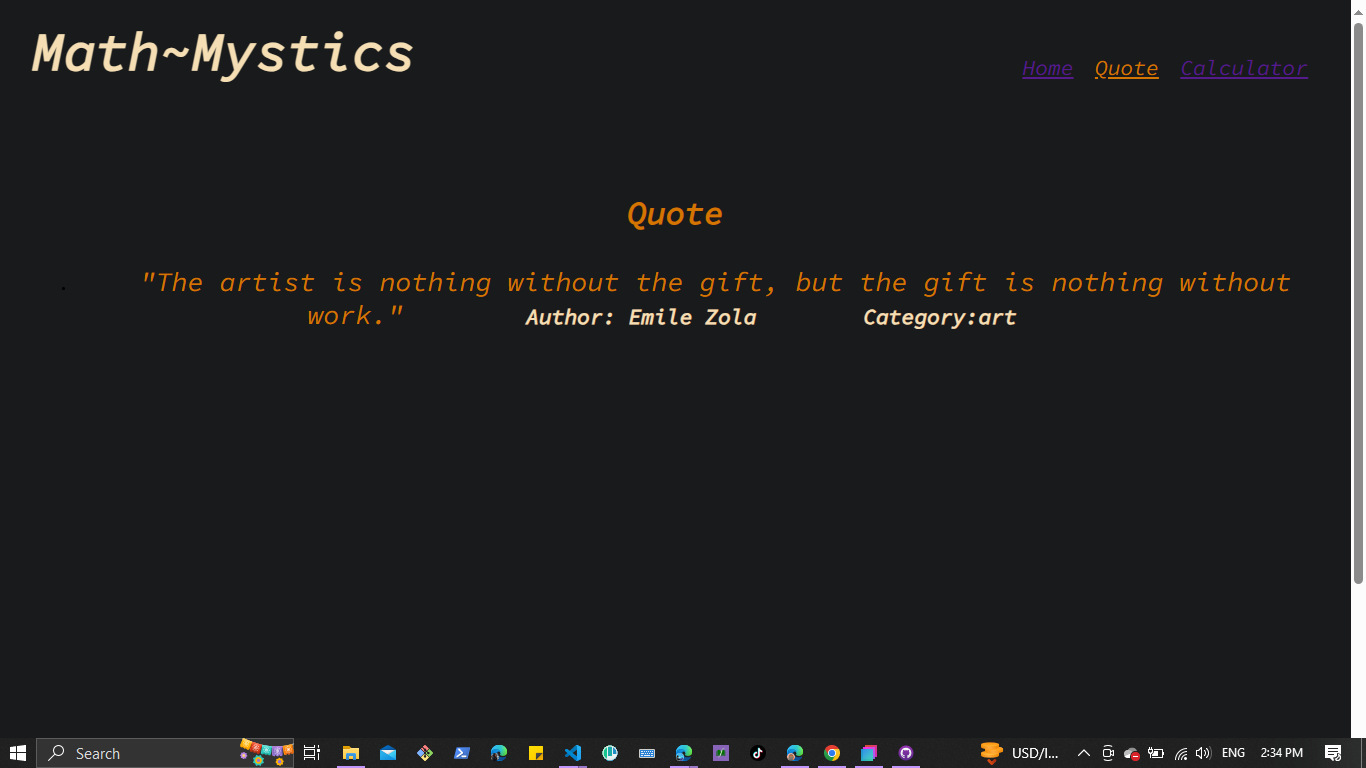 Math~Mystics
Home Quote Calculator
Quote
"The artist is nothing without the gift, but the gift is nothing without
work." Author: Emile Zola Category:art
Search
USD/I...
ENG
2:34 PM